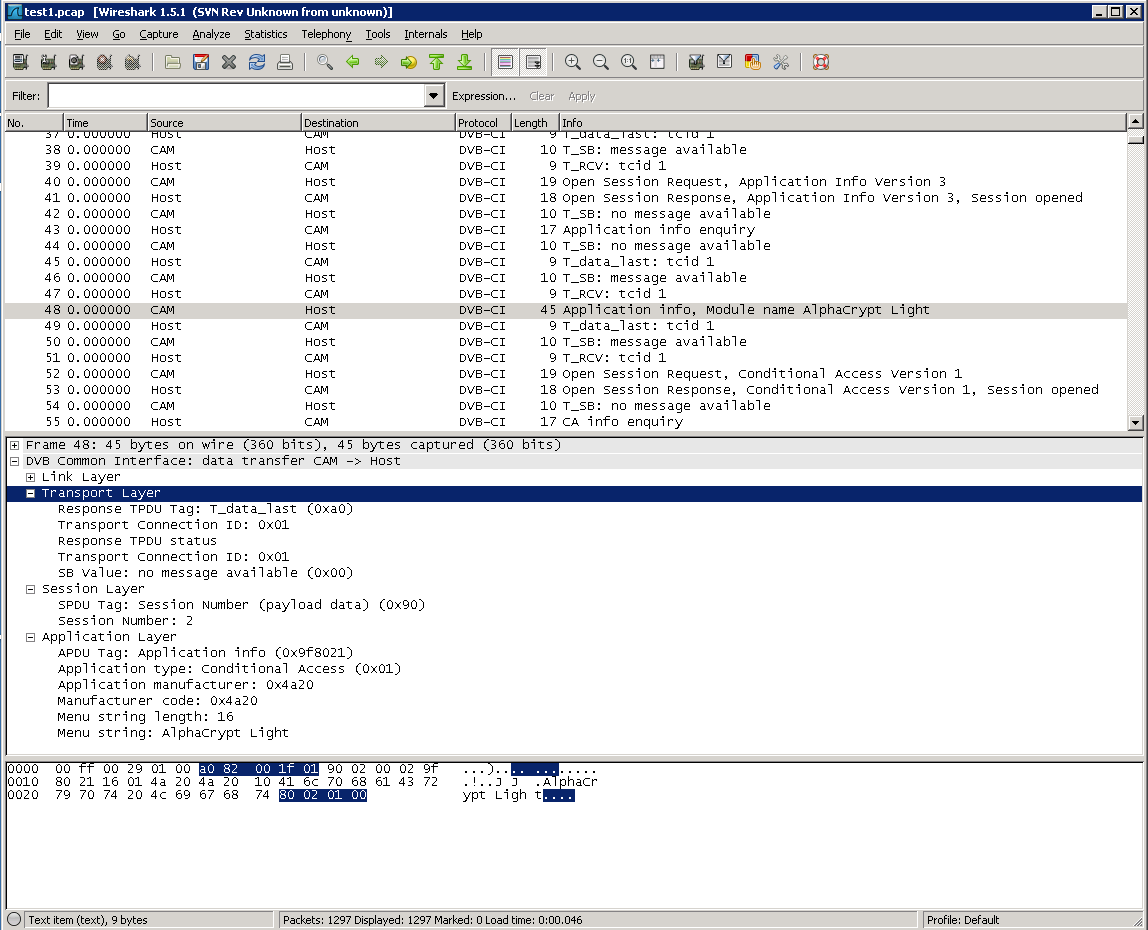 test1.pcap [Wireshark 1.5.1 (SVN Rev Unknown from unknown)]
File Edit View Go Capture Analyze Statistics Telephony Tools Internals Help
Filter: Expression... Clear Apply
No. Time Source Destination Protocol Length Info
37 0.000000 Host CAM DVB-CI 9 T_data_last: tcid 1
38 0.000000 CAM Host DVB-CI 10 T_SB: message available
39 0.000000 Host CAM DVB-CI 9 T_RCV: tcid 1
40 0.000000 CAM Host DVB-CI 19 Open Session Request, Application Info Version 3
41 0.000000 Host CAM DVB-CI 18 Open Session Response, Application Info Version 3, Session opened
42 0.000000 CAM Host DVB-CI 10 T_SB: no message available
43 0.000000 Host CAM DVB-CI 17 Application info enquiry
44 0.000000 CAM Host DVB-CI 10 T_SB: no message available
45 0.000000 Host CAM DVB-CI 9 T_data_last: tcid 1
46 0.000000 CAM Host DVB-CI 10 T_SB: message available
47 0.000000 Host CAM DVB-CI 9 T_RCV: tcid 1
48 0.000000 CAM Host DVB-CI 45 Application info, Module name AlphaCrypt Light
49 0.000000 Host CAM DVB-CI 9 T_data_last: tcid 1
50 0.000000 CAM Host DVB-CI 10 T_SB: message available
51 0.000000 Host CAM DVB-CI 9 T_RCV: tcid 1
52 0.000000 CAM Host DVB-CI 19 Open Session Request, Conditional Access Version 1
53 0.000000 Host CAM DVB-CI 18 Open Session Response, Conditional Access Version 1, Session opened
54 0.000000 CAM Host DVB-CI 10 T_SB: no message available
55 0.000000 Host CAM DVB-CI 17 CA info enquiry
Frame 48: 45 bytes on wire (360 bits), 45 bytes captured (360 bits)
DVB Common Interface: data transfer CAM -> Host
Link Layer
Transport Layer
Response TPDU Tag: T_data_last (0xa0)
Transport Connection ID: 0x01
Response TPDU status
Transport Connection ID: 0x01
SB Value: no message available (0x00)
Session Layer
SPDU Tag: Session Number (payload data) (0x90)
Session Number: 2
Application Layer
APDU Tag: Application info (0x9f8021)
Application type: Conditional Access (0x01)
Application manufacturer: 0x4a20
Manufacturer code: 0x4a20
Menu string length: 16
Menu string: AlphaCrypt Light
0000 00 ff 00 29 01 00 a0 82 00 1f 01 90 02 00 02 9f ...).... ........
0010 80 21 16 01 4a 20 4a 20 10 41 6c 70 68 61 43 72 .!..J J .AlphaCr
0020 79 70 74 20 4c 69 67 68 74 80 02 01 00 ypt Ligh t....
Text item (text), 9 bytes Packets: 1297 Displayed: 1297 Marked: 0 Load time: 0:00.046 Profile: Default